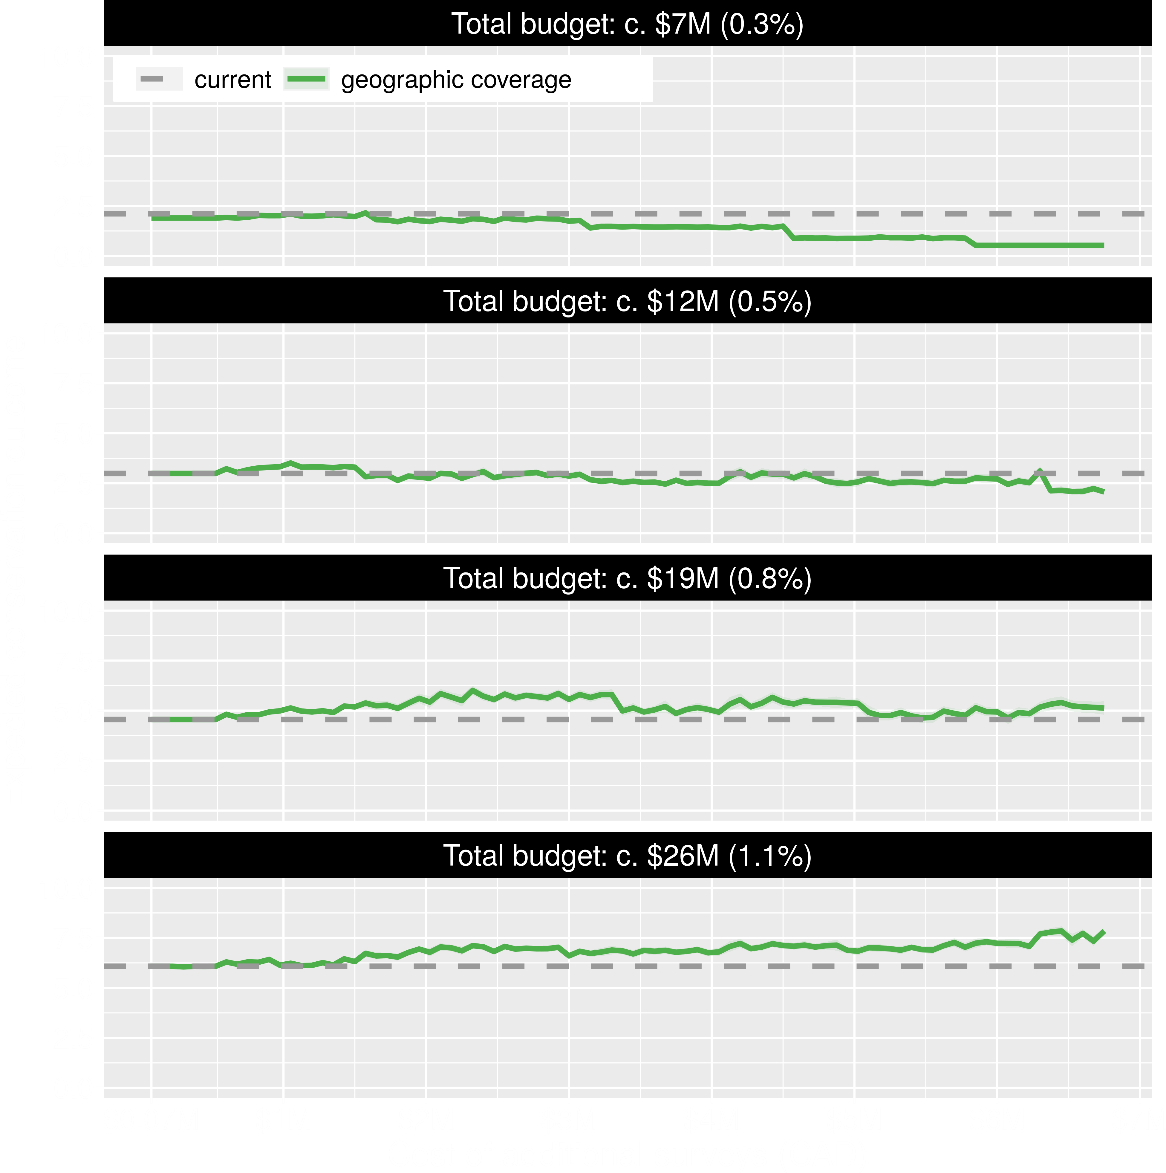 Total budget: c. $7M (0.3%)
current geographic coverage
Total budget: c. $12M (0.5%)
Total budget: c. $19M (0.8%)
Total budget: c. $26M (1.1%)